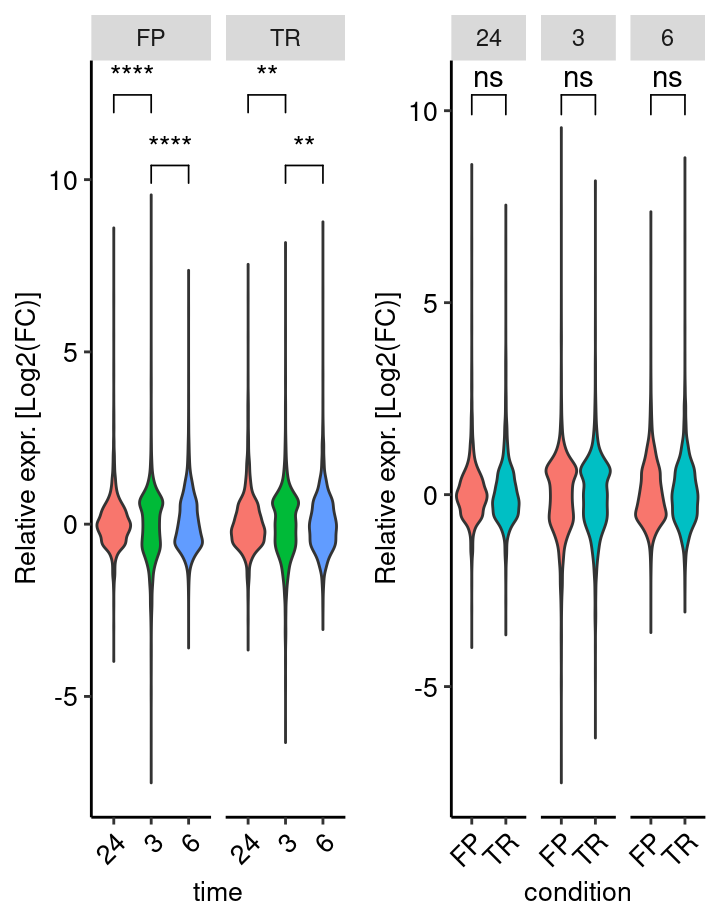 FP TR
**** **
**** **
10
5
0
-5
Relative expr. [Log2(FC)]
24 3 6 24 3 6
time
24 3 6
ns ns ns
10
5
0
-5
Relative expr. [Log2(FC)]
FP TR FP TR FP TR
condition